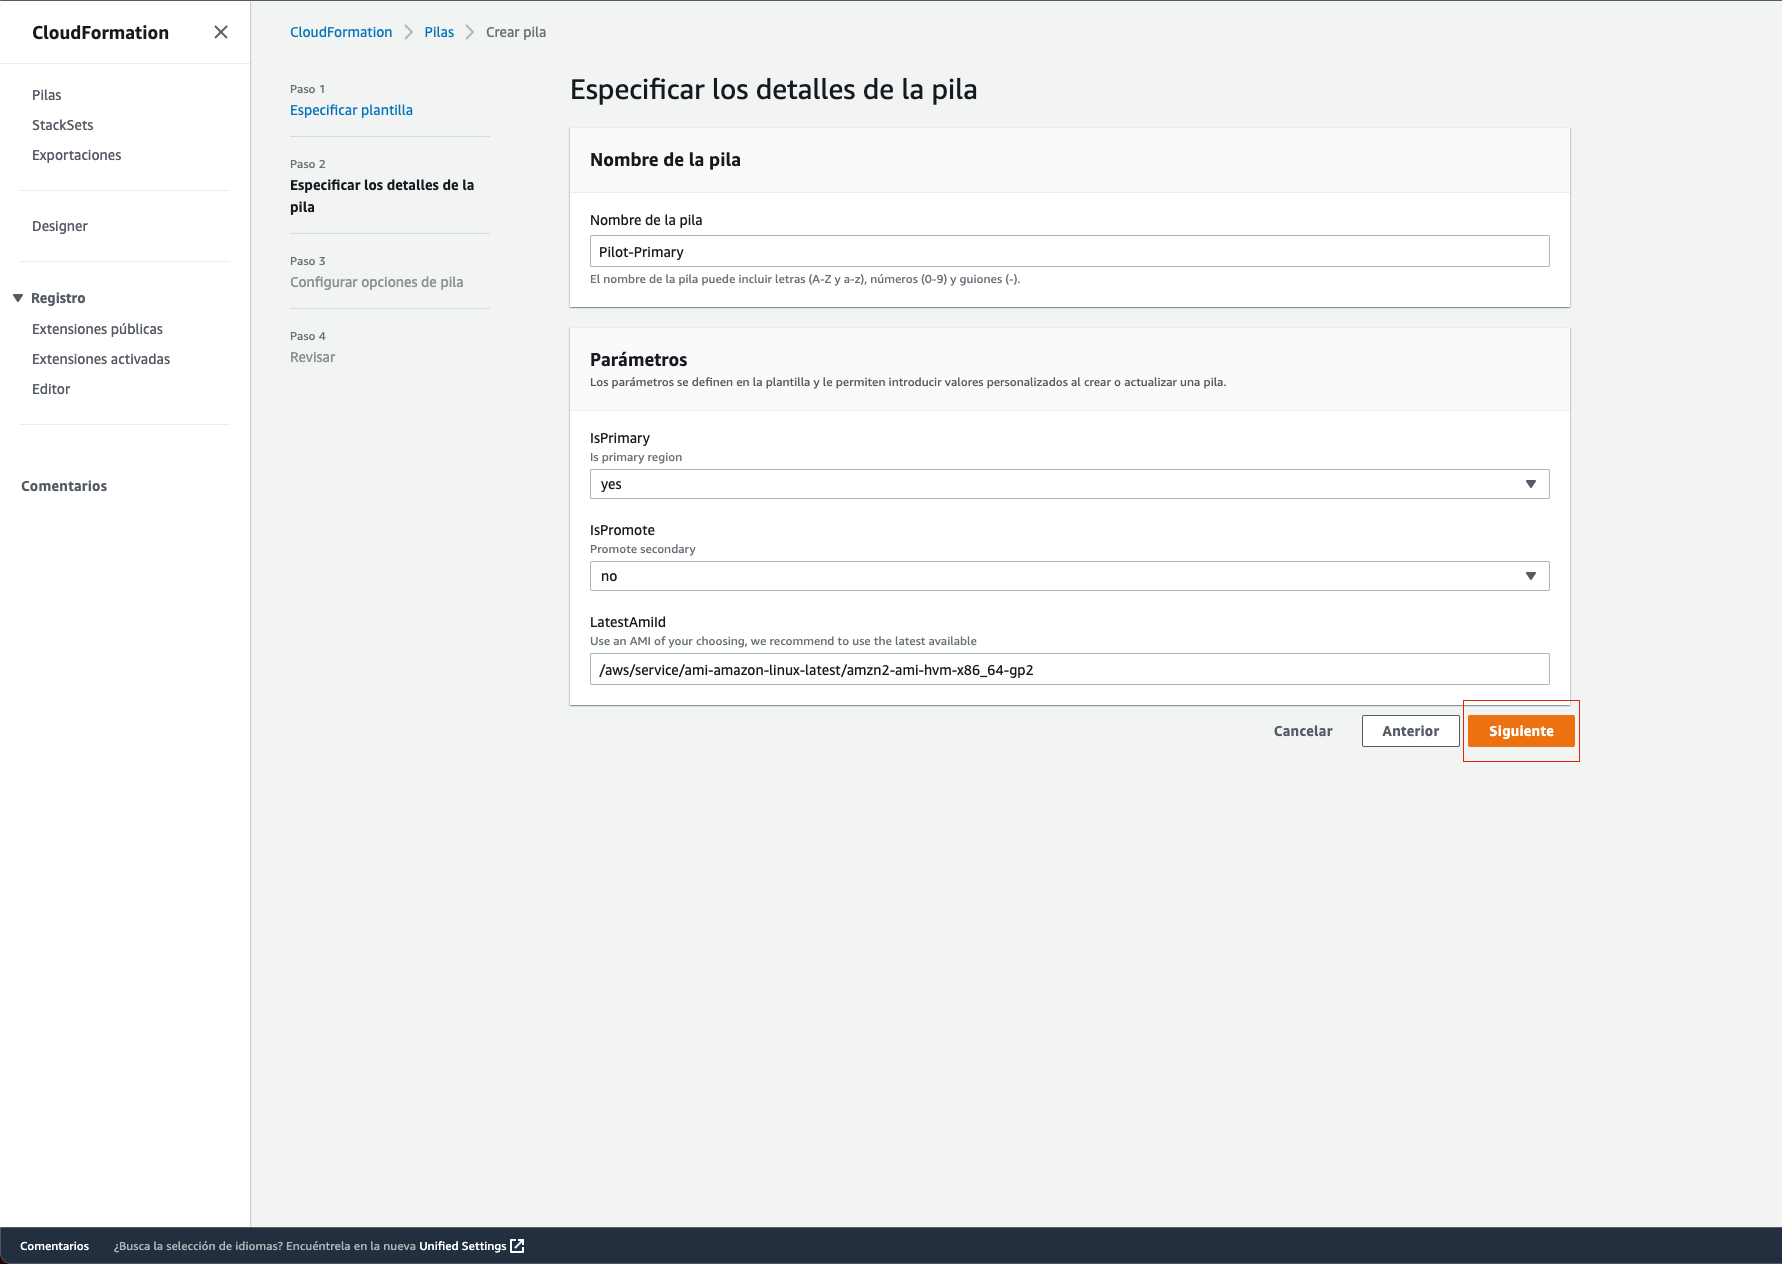 CloudFormation
Pilas
StackSets
Exportaciones
Designer
Registro
Extensiones públicas
Extensiones activadas
Editor
Comentarios
CloudFormation
Pilas
Crear pila
Paso 1
Especificar plantilla
Paso 2
Especificar los detalles de la
pila
Paso 3
Configurar opciones de pila
Paso 4
Revisar
Especificar los detalles de la pila
Nombre de la pila
Nombre de la pila
Pilot-Primary
El nombre de la pila puede incluir letras (A-Z y a-z), números (0-9) y guiones (-).
Parámetros
Los parámetros se definen en la plantilla y le permiten introducir valores personalizados al crear o actualizar una pila.
IsPrimary
Is primary region
yes
IsPromote
Promote secondary
no
LatestAmiId
Use an AMI of your choosing, we recommend to use the latest available
/aws/service/ami-amazon-linux-latest/amzn2-ami-hvm-x86_64-gp2
Cancelar
Anterior
Siguiente
Comentarios
¿Busca la selección de idiomas? Encuéntrela en la nueva Unified Settings